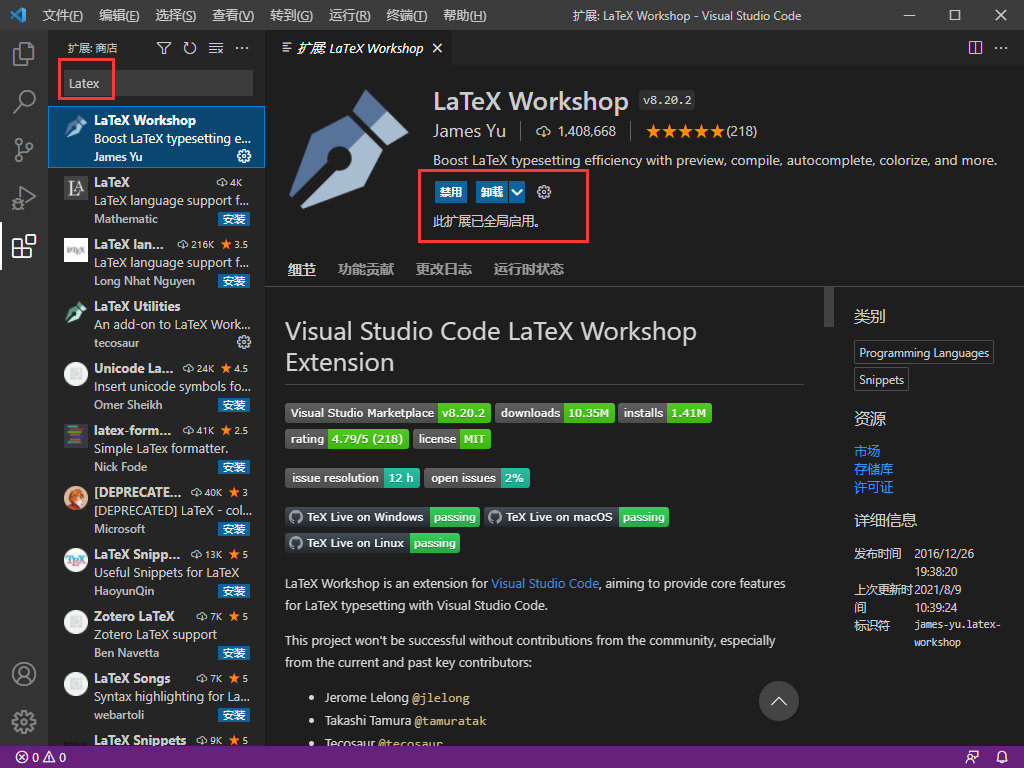 文件(F) 编辑(E) 选择(S) 查看(V) 转到(G) 运行(R) 终端(T) 帮助(H) 扩展: LaTeX Workshop - Visual Studio Code
扩展: 商店
Latex
LaTeX Workshop
Boost LaTeX typesetting e...
James Yu
LaTeX 4K
LaTeX language support f...
Mathematic 安装
LaTeX lan... 216K ★ 3.5
LaTeX language support f...
Long Nhat Nguyen 安装
LaTeX Utilities
An add-on to LaTeX Work...
tecosaur
Unicode La... 24K ★ 4.5
Insert unicode symbols fo...
Omer Sheikh 安装
latex-form... 41K ★ 2.5
Simple LaTex formatter.
Nick Fode 安装
[DEPRECATE... 40K ★ 3
[DEPRECATED] LaTeX - col...
Microsoft 安装
LaTeX Snipp... 13K ★ 5
Useful Snippets for LaTeX
HaoyunQin 安装
Zotero LaTeX 7K ★ 5
Zotero LaTeX support
Ben Navetta 安装
LaTeX Songs 7K ★ 5
Syntax highlighting for La...
webartoli 安装
LaTeX Snippets 9K ★ 5
扩展 LaTeX Workshop
LaTeX Workshop v8.20.2
James Yu 1,408,668 ★★★★★(218)
Boost LaTeX typesetting efficiency with preview, compile, autocomplete, colorize, and more.
禁用 卸载
此扩展已全局启用。
细节 功能贡献 更改日志 运行时状态
Visual Studio Code LaTeX Workshop
Extension
Visual Studio Marketplace v8.20.2 downloads 10.35M installs 1.41M
rating 4.79/5 (218) license MIT
issue resolution 12 h open issues 2%
TeX Live on Windows passing TeX Live on macOS passing
TeX Live on Linux passing
LaTeX Workshop is an extension for Visual Studio Code, aiming to provide core features
for LaTeX typesetting with Visual Studio Code.
This project won't be successful without contributions from the community, especially
from the current and past key contributors:
• Jerome Lelong @jlelong
• Takashi Tamura @tamuratak
• Tecosaur @tecosaur
类别
Programming Languages
Snippets
资源
市场
存储库
许可证
详细信息
发布时间 2016/12/26
19:38:20
上次更新时 2021/8/9
间 10:39:24
标识符 james-yu.latex-
workshop
0 0